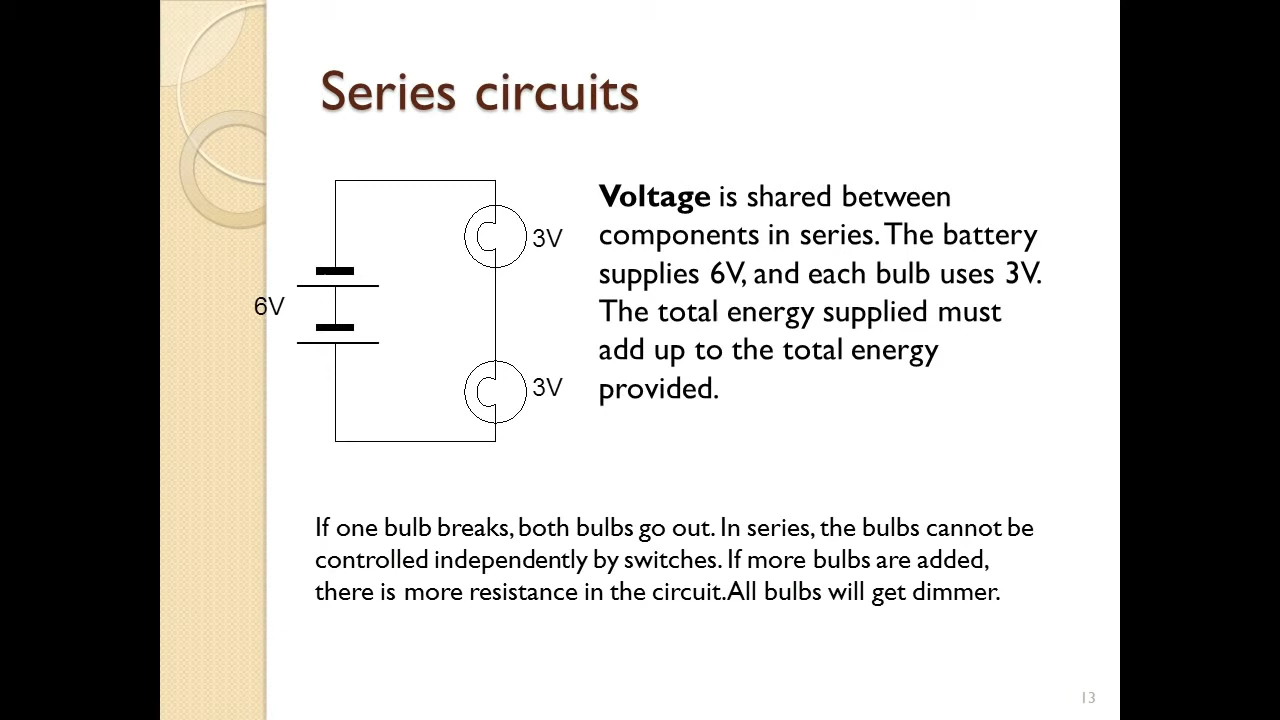 Series circuits
3V
6V
3V
Voltage is shared between
components in series. The battery
supplies 6V, and each bulb uses 3V.
The total energy supplied must
add up to the total energy
provided.
If one bulb breaks, both bulbs go out. In series, the bulbs cannot be
controlled independently by switches. If more bulbs are added,
there is more resistance in the circuit. All bulbs will get dimmer.
13